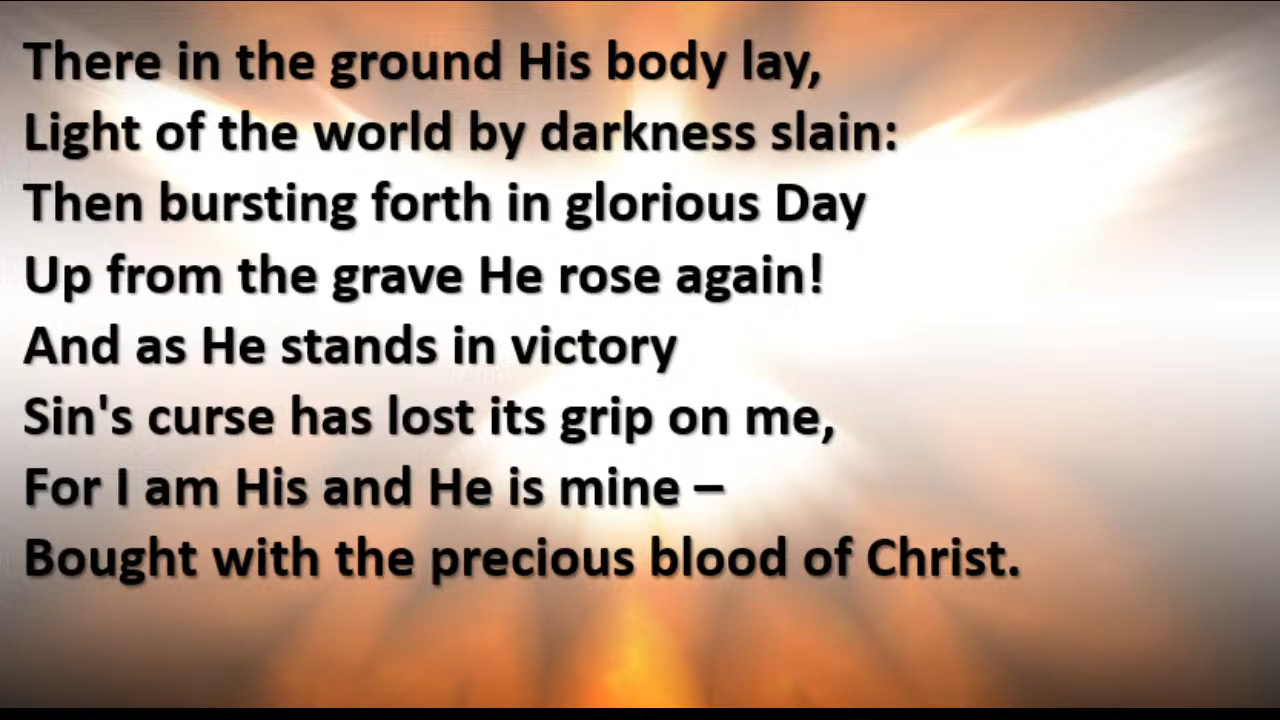 There in the ground His body lay,
Light of the world by darkness slain:
Then bursting forth in glorious Day
Up from the grave He rose again!
And as He stands in victory
Sin's curse has lost its grip on me,
For I am His and He is mine –
Bought with the precious blood of Christ.